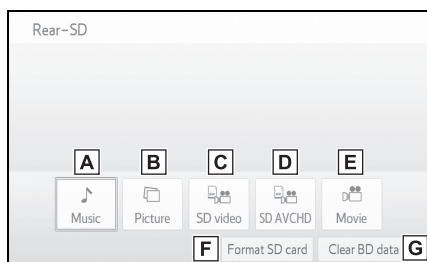 Rear-SD
A B C D E
Music Picture SD video SD AVCHD Movie
F Format SD card Clear BD data G